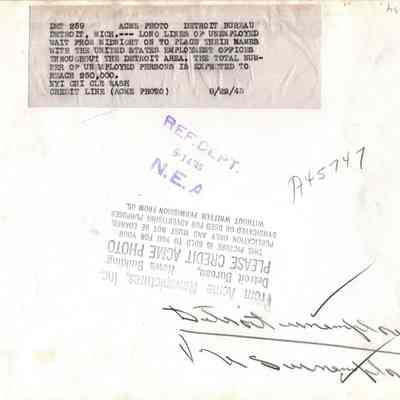 DET 259 ACME PHOTO DETROIT BUREAU
DETROIT, MICH.--- LONG LINES OF UNEMPLOYED
WAIT FROM MIDNIGHT ON TO PLACE THEIR NAMES
WITH THE UNITED STATES EMPLOYMENT OFFICES
THROUGHOUT THE DETROIT AREA. THE TOTAL NUM-
BER OF UNEMPLOYED PERSONS IS EXPECTED TO
REACH 250,000.
NYI CHI CLE WASH
CREDIT LINE (ACME PHOTO) 8/29/45
REF. DEPT.
N.E.A
A45747
From Acme Newspictures, Inc.
Detroit Bureau, News Building
PLEASE CREDIT ACME PHOTO
THIS PICTURE IS SOLD TO YOU FOR YOUR
PUBLICATION ONLY AND MUST NOT BE LOANED,
SYNDICATED OR USED FOR ADVERTISING PURPOSES
WITHOUT WRITTEN PERMISSION FROM US.
Detroit